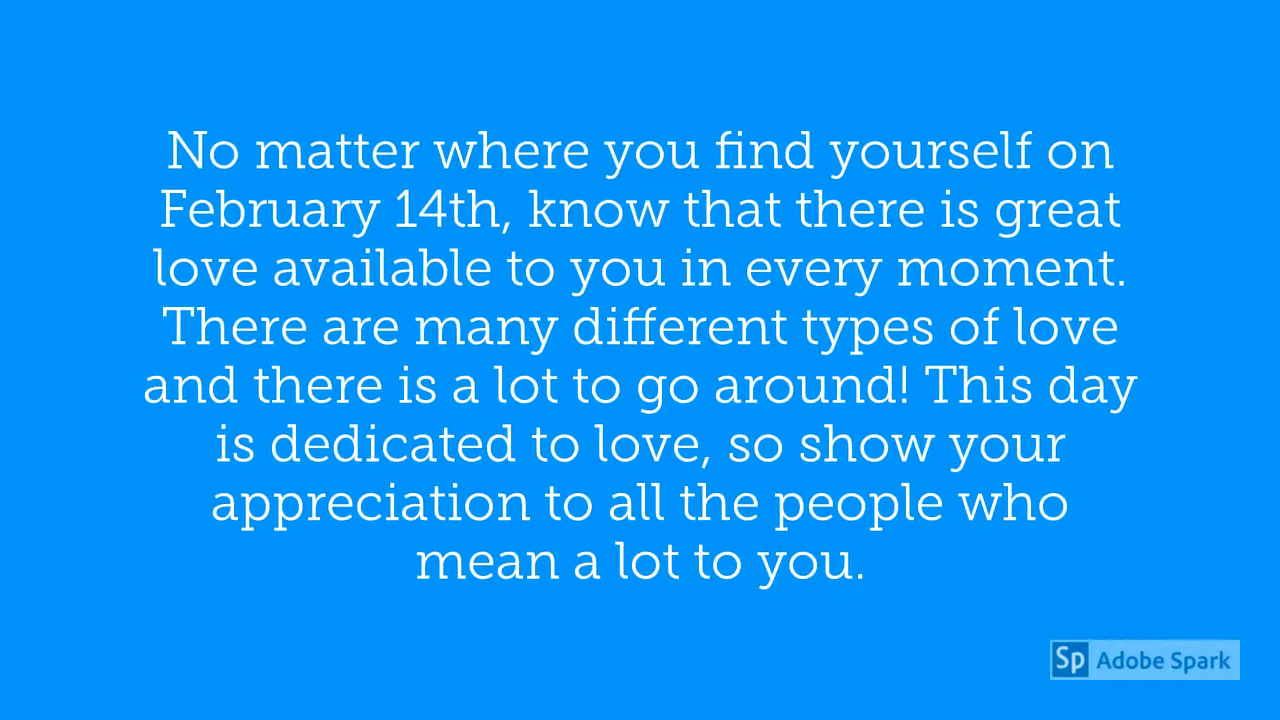 No matter where you find yourself on
February 14th, know that there is great
love available to you in every moment.
There are many different types of love
and there is a lot to go around! This day
is dedicated to love, so show your
appreciation to all the people who
mean a lot to you.
Sp Adobe Spark